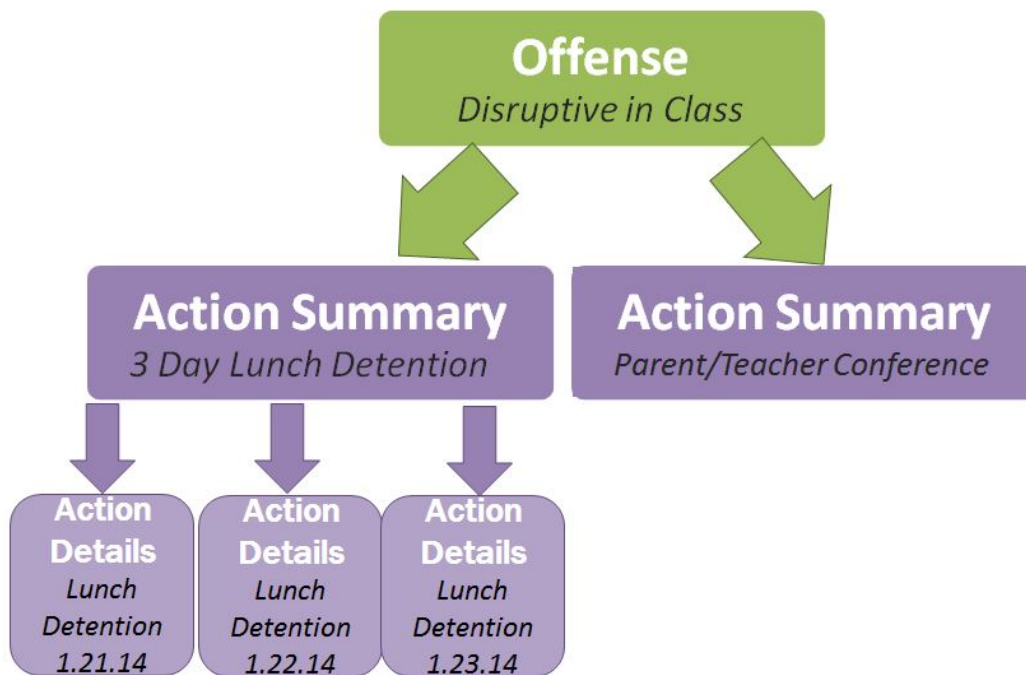 Offense
Disruptive in Class
Action Summary
3 Day Lunch Detention
Action Summary
Parent/Teacher Conference
Action
Details
Lunch
Detention
1.21.14
Action
Details
Lunch
Detention
1.22.14
Action
Details
Lunch
Detention
1.23.14